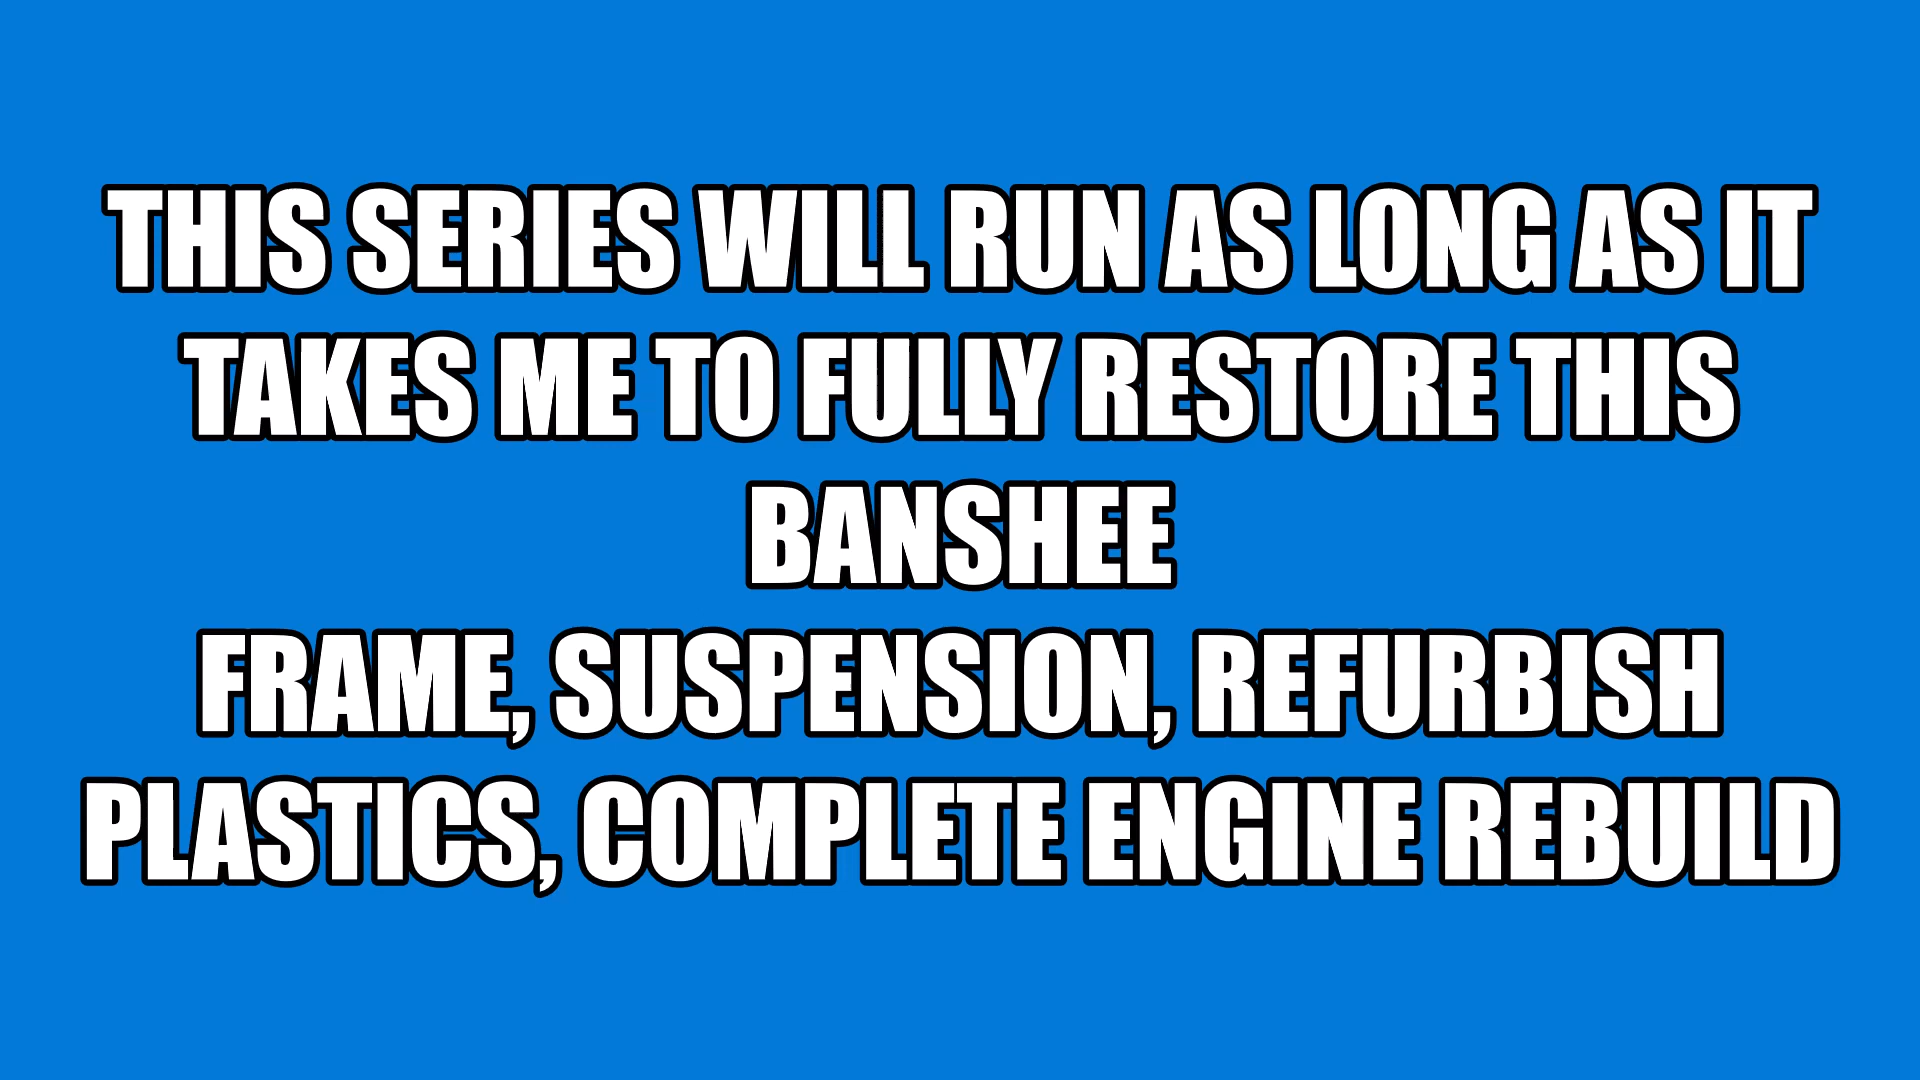 THIS SERIES WILL RUN AS LONG AS IT
TAKES ME TO FULLY RESTORE THIS
BANSHEE
FRAME, SUSPENSION, REFURBISH
PLASTICS, COMPLETE ENGINE REBUILD